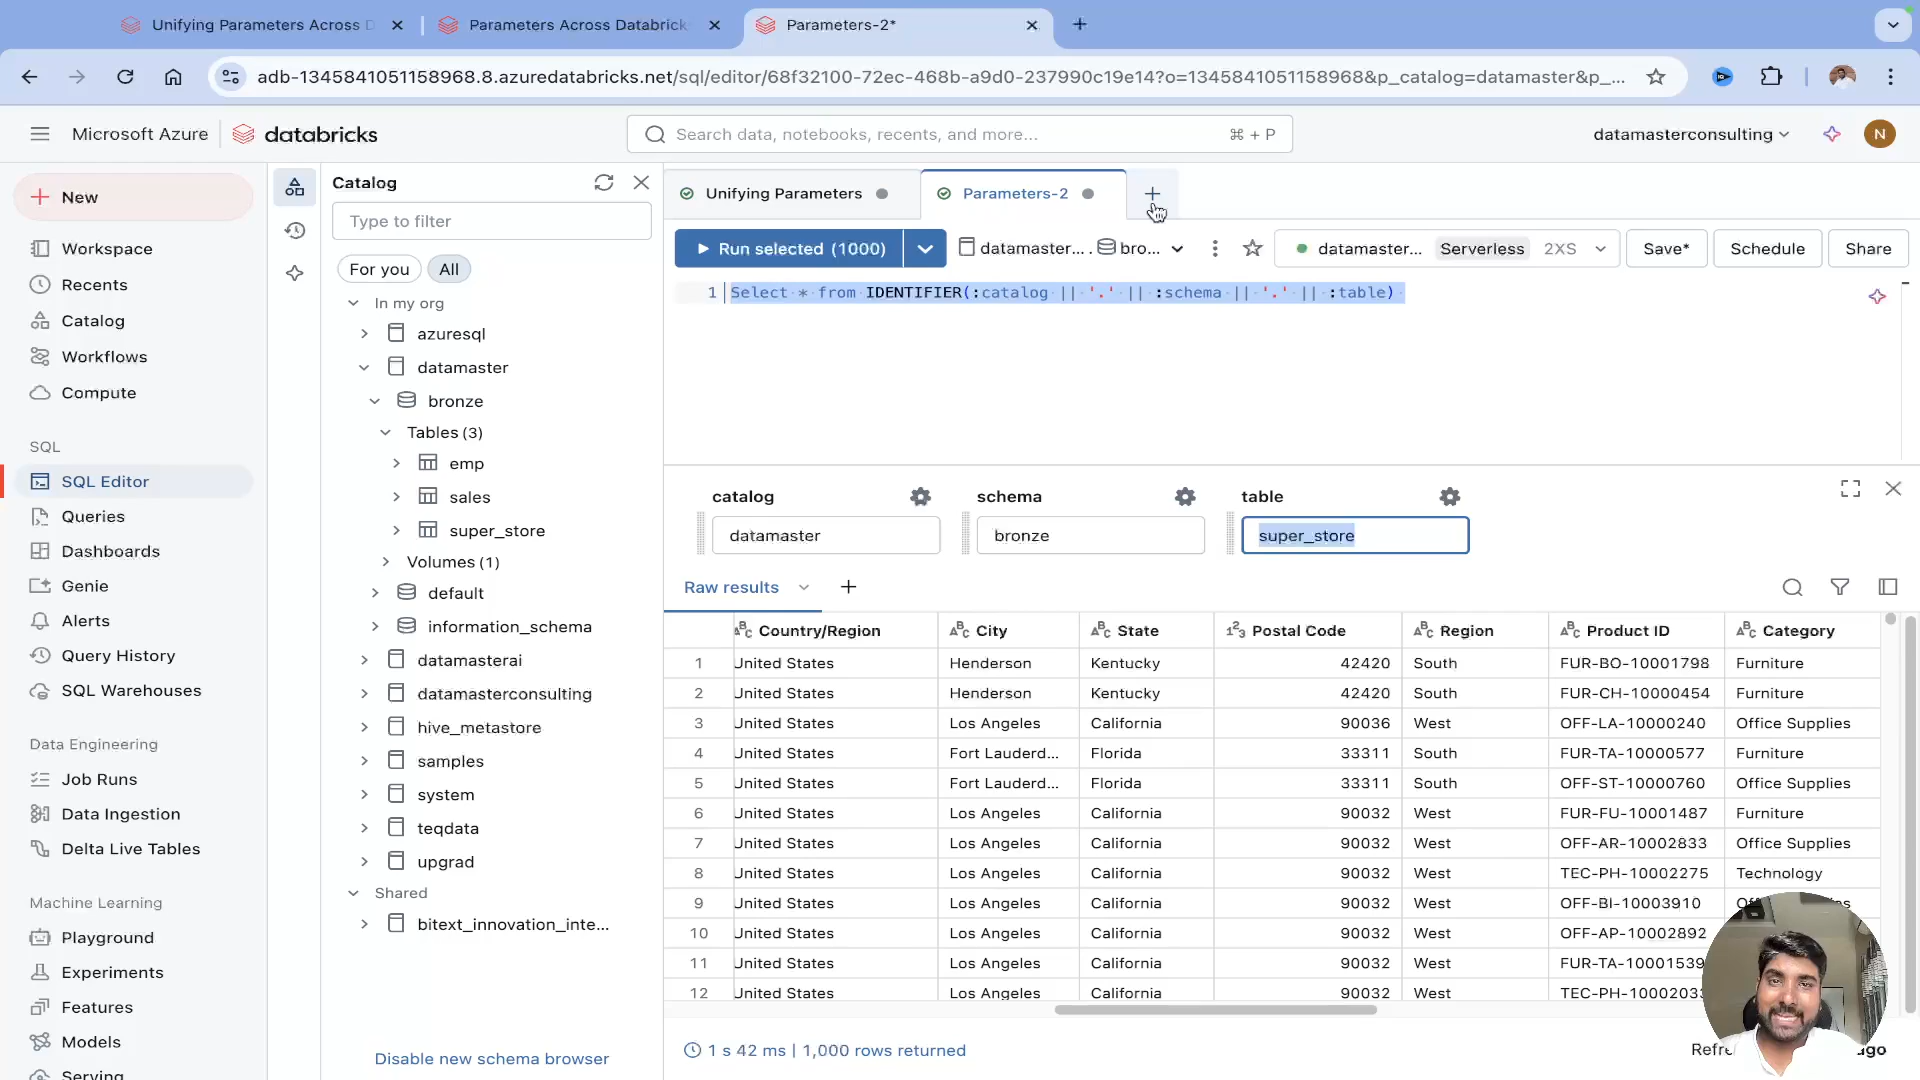 Unifying Parameters Across D
Parameters Across Databrick
Parameters-2*
adb-1345841051158968.8.azuredatabricks.net/sql/editor/68f32100-72ec-468b-a9d0-237990c19e14?o=1345841051158968&p_catalog=datamaster&p_...
Microsoft Azure
databricks
Search data, notebooks, recents, and more...
⌘ + P
datamasterconsulting
N
New
Workspace
Recents
Catalog
Workflows
Compute
SQL
SQL Editor
Queries
Dashboards
Genie
Alerts
Query History
SQL Warehouses
Data Engineering
Job Runs
Data Ingestion
Delta Live Tables
Machine Learning
Playground
Experiments
Features
Models
Serving
Catalog
Type to filter
For you
All
In my org
azuresql
datamaster
bronze
Tables (3)
emp
sales
super_store
Volumes (1)
default
information_schema
datamasterai
datamasterconsulting
hive_metastore
samples
system
teqdata
upgrad
Shared
bitext_innovation_inte...
Disable new schema browser
Unifying Parameters
Parameters-2
Run selected (1000)
datamaster.... bro...
datamaster... Serverless 2XS
Save*
Schedule
Share
1 Select * from IDENTIFIER(:catalog || '.' || :schema || '.' || :table)
catalog schema table
datamaster bronze super_store
Raw results
Country/Region City State Postal Code Region Product ID Category
1 United States Henderson Kentucky 42420 South FUR-BO-10001798 Furniture
2 United States Henderson Kentucky 42420 South FUR-CH-10000454 Furniture
3 United States Los Angeles California 90036 West OFF-LA-10000240 Office Supplies
4 United States Fort Lauderd... Florida 33311 South FUR-TA-10000577 Furniture
5 United States Fort Lauderd... Florida 33311 South OFF-ST-10000760 Office Supplies
6 United States Los Angeles California 90032 West FUR-FU-10001487 Furniture
7 United States Los Angeles California 90032 West OFF-AR-10002833 Office Supplies
8 United States Los Angeles California 90032 West TEC-PH-10002275 Technology
9 United States Los Angeles California 90032 West OFF-BI-10003910
10 United States Los Angeles California 90032 West OFF-AP-10002892
11 United States Los Angeles California 90032 West FUR-TA-10001539
12 United States Los Angeles California 90032 West TEC-PH-1000203
1 s 42 ms | 1,000 rows returned
Refre ago